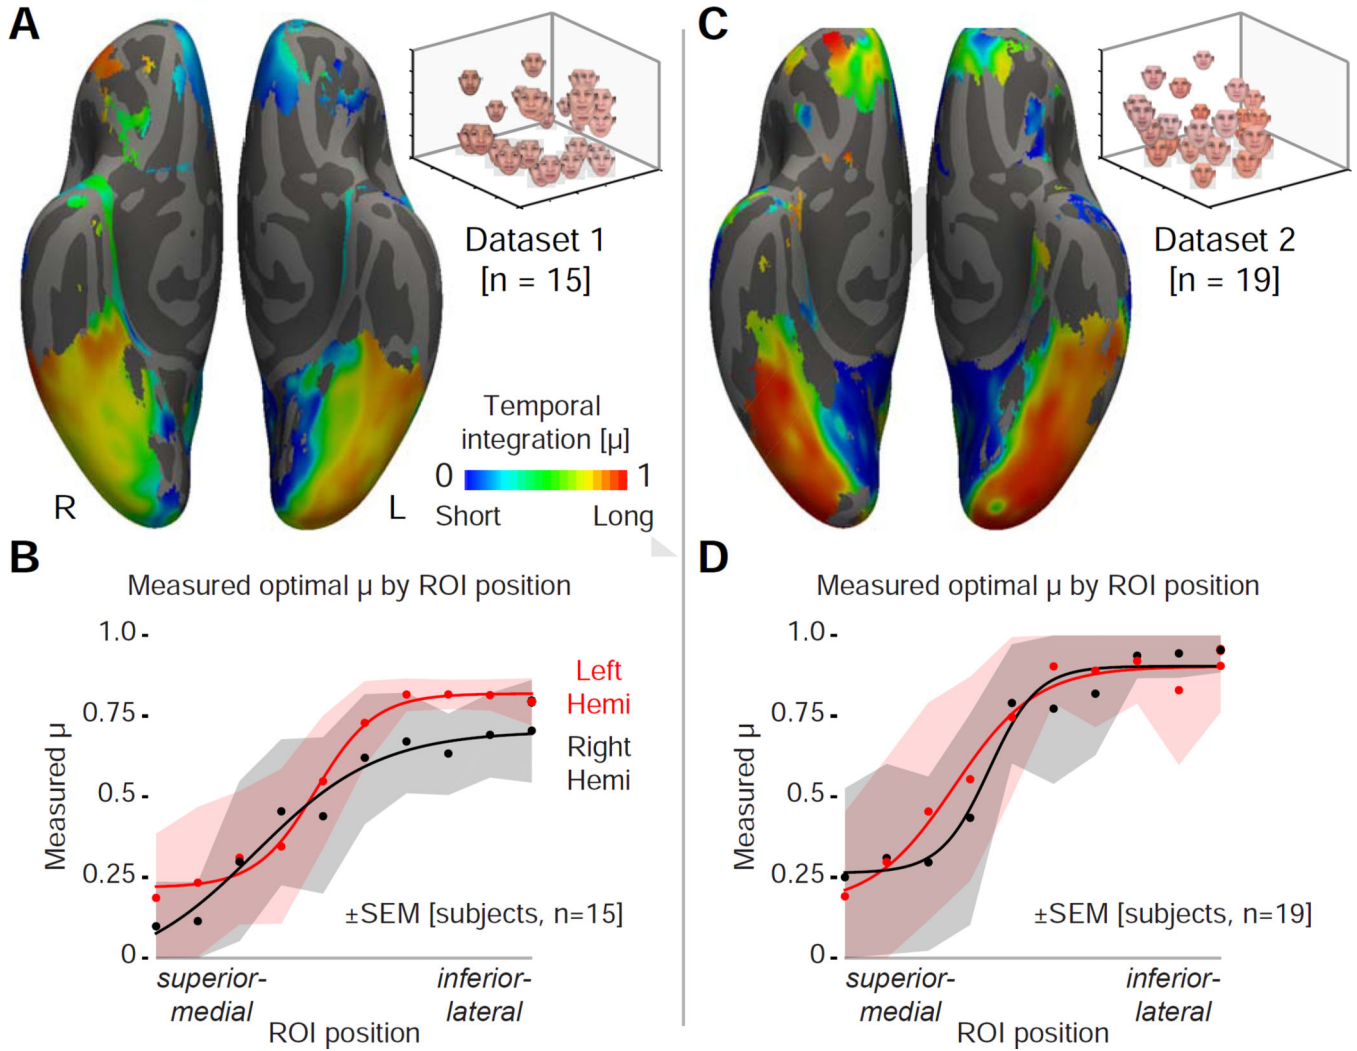 A
Dataset 1
[n = 15]
Temporal
integration [µ]
0 1
Short Long
R L
B
Measured optimal µ by ROI position
1.0
0.75
0.5
0.25
0
Measured µ
Left
Hemi
Right
Hemi
±SEM [subjects, n=15]
superior-
medial
inferior-
lateral
ROI position
C
Dataset 2
[n = 19]
D
Measured optimal µ by ROI position
1.0
0.75
0.5
0.25
0
Measured µ
±SEM [subjects, n=19]
superior-
medial
inferior-
lateral
ROI position